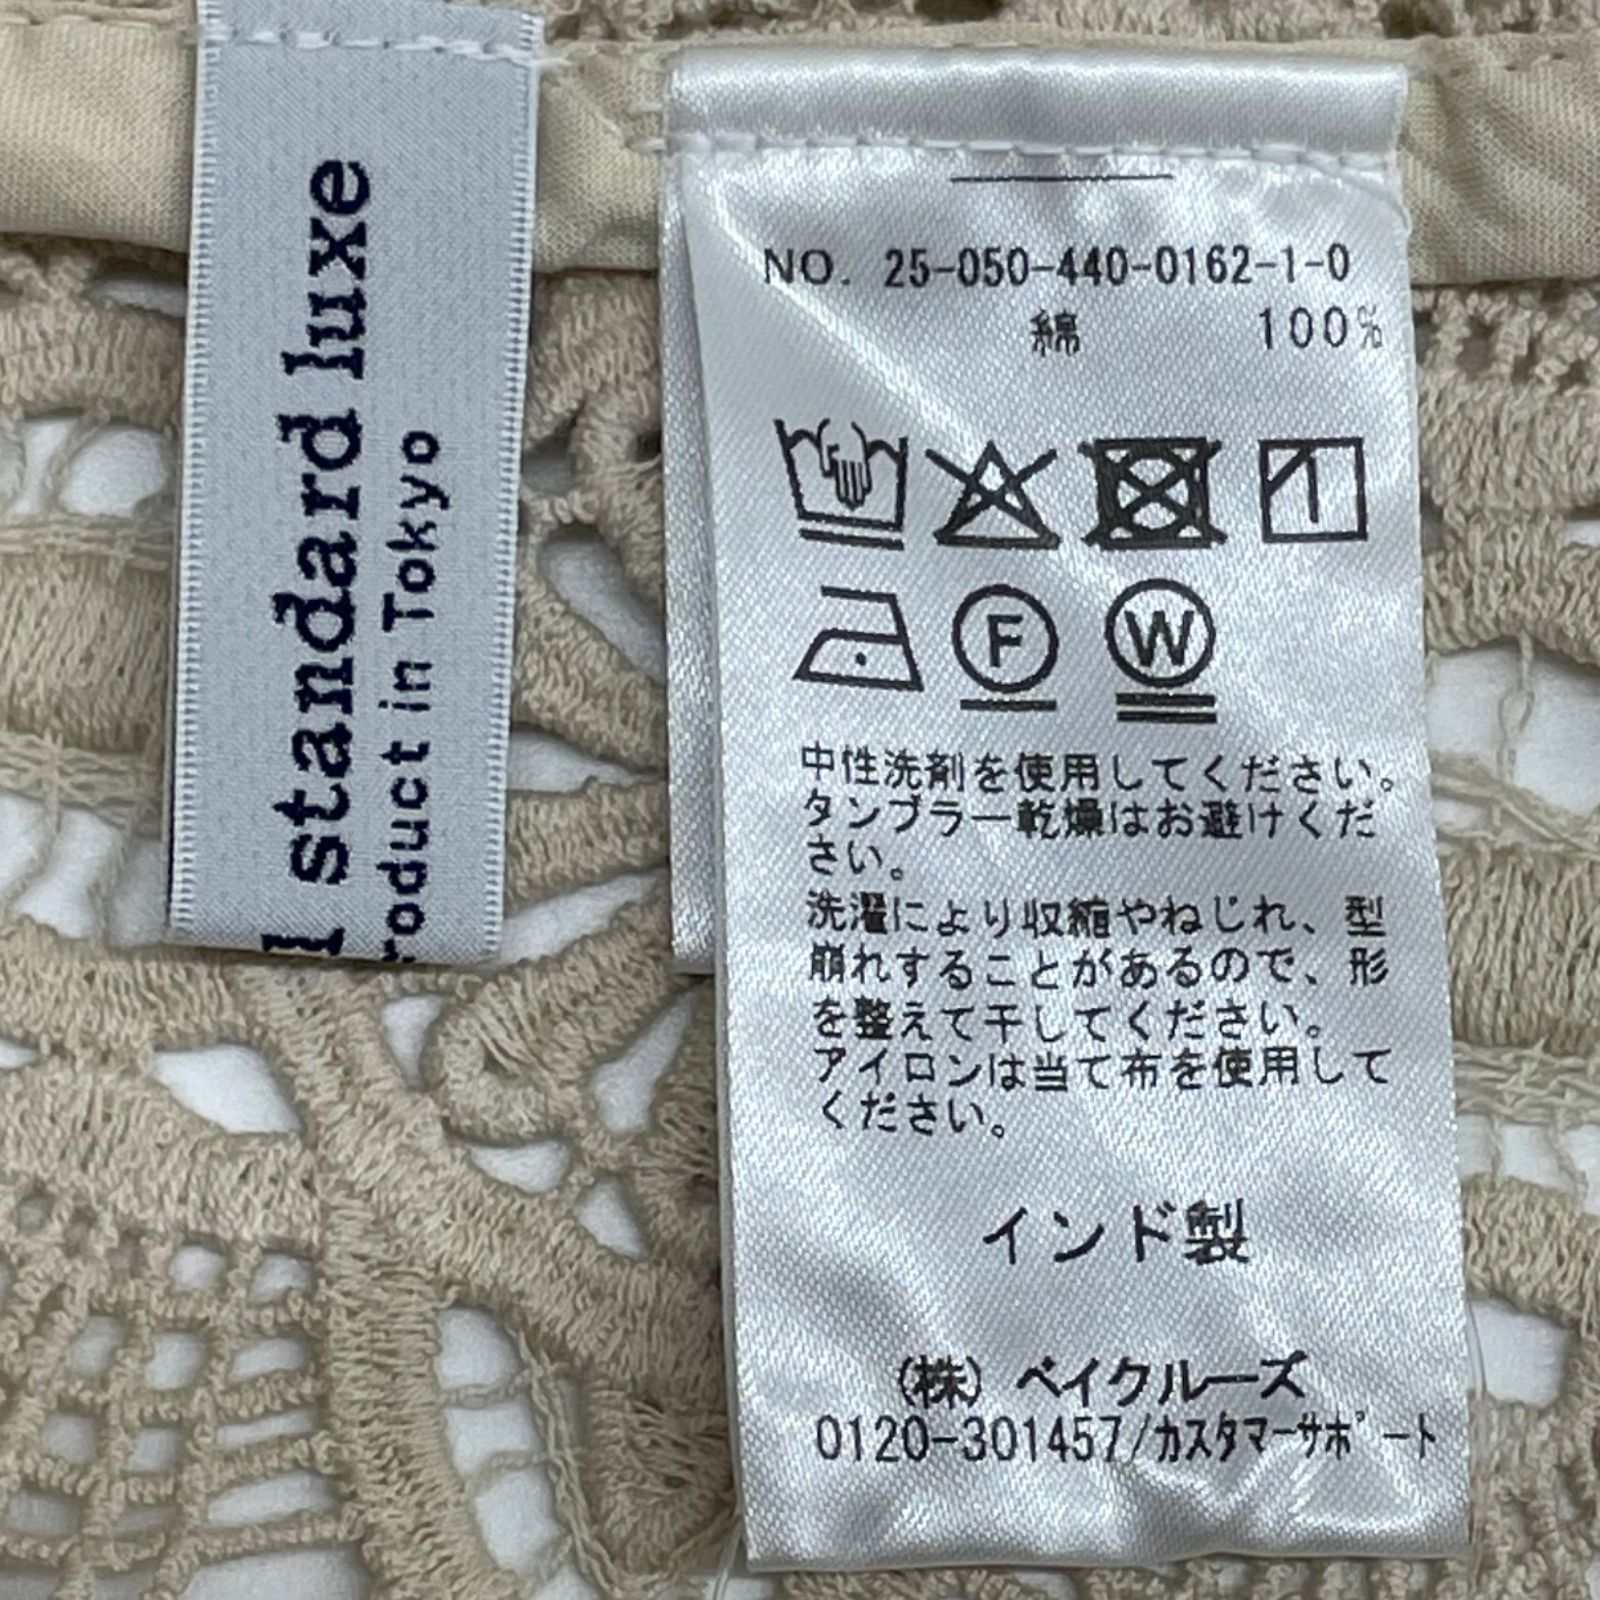 l standard luxe
roduct in Tokyo
NO. 25-050-440-0162-1-0
綿 100%
F
W
中性洗剤を使用してください。
タンブラー乾燥はお避けくだ
さい。
洗濯により収縮やねじれ、型
崩れすることがあるので、形
を整えて干してください。
アイロンは当て布を使用して
ください。
インド製
(株) ベイクルーズ
0120-301457/カスタマーサポート